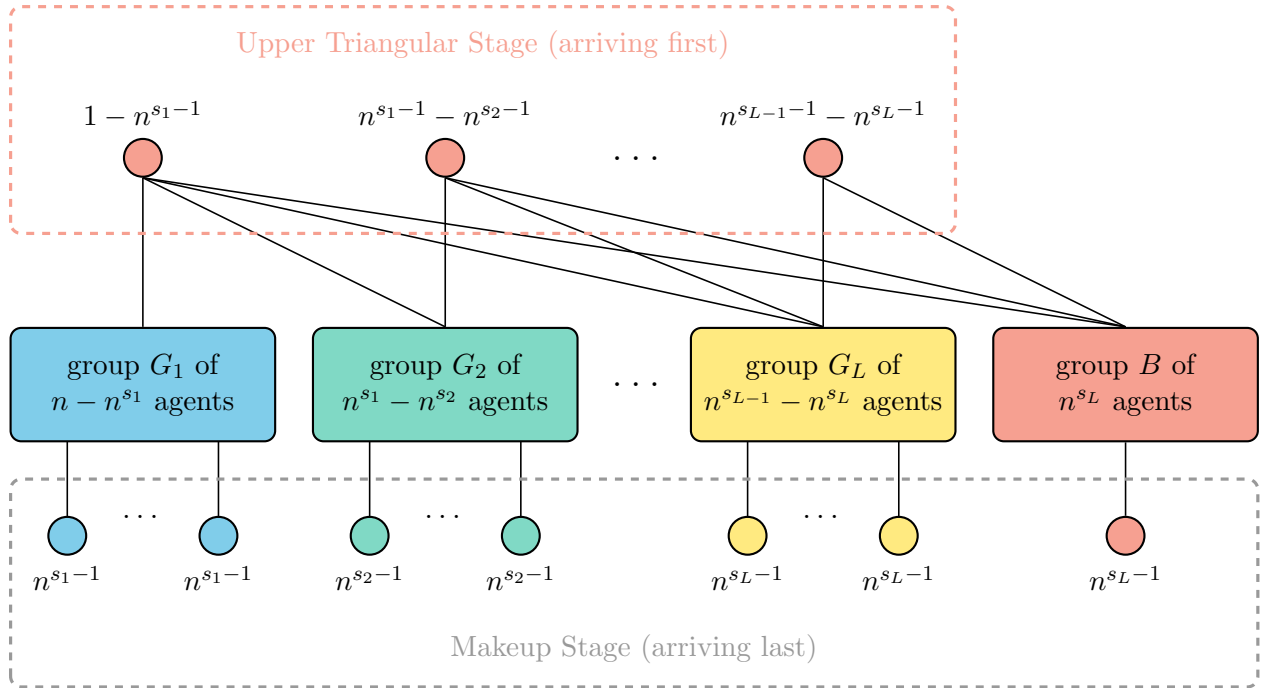 Upper Triangular Stage (arriving first)
$1 - n^{s_1-1}$ $n^{s_1-1} - n^{s_2-1}$ $n^{s_{L-1}-1} - n^{s_L-1}$
· · ·
group $G_1$ of
$n - n^{s_1}$ agents
group $G_2$ of
$n^{s_1} - n^{s_2}$ agents
· · ·
group $G_L$ of
$n^{s_{L-1}} - n^{s_L}$ agents
group $B$ of
$n^{s_L}$ agents
· · · · · · · · ·
$n^{s_1-1}$ $n^{s_1-1}$ $n^{s_2-1}$ $n^{s_2-1}$ $n^{s_L-1}$ $n^{s_L-1}$ $n^{s_L-1}$
Makeup Stage (arriving last)